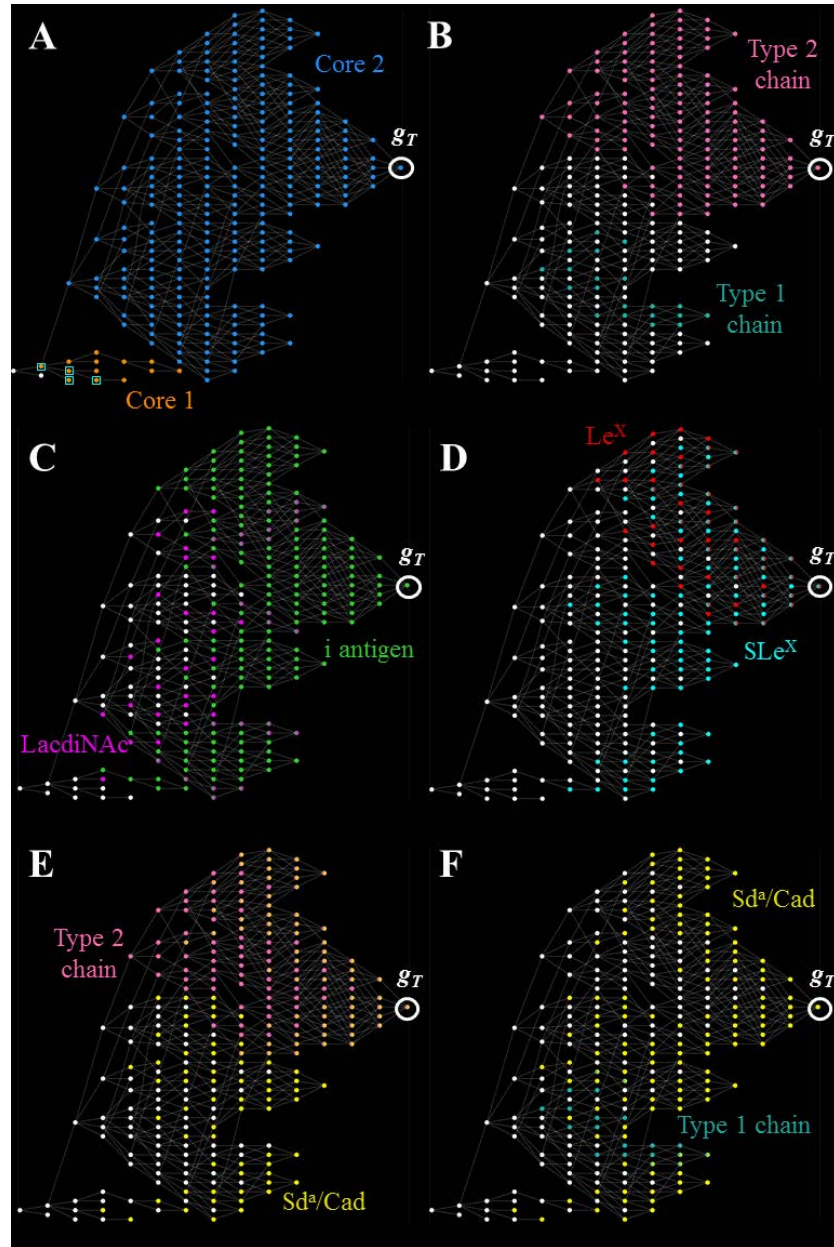 A
Core 2
g_T
Core 1
B
Type 2
chain
g_T
Type 1
chain
C
g_T
i antigen
LacdiNAc
D
Le^X
g_T
SLe^X
E
Type 2
chain
g_T
Sd^a/Cad
F
Sd^a/Cad
g_T
Type 1 chain